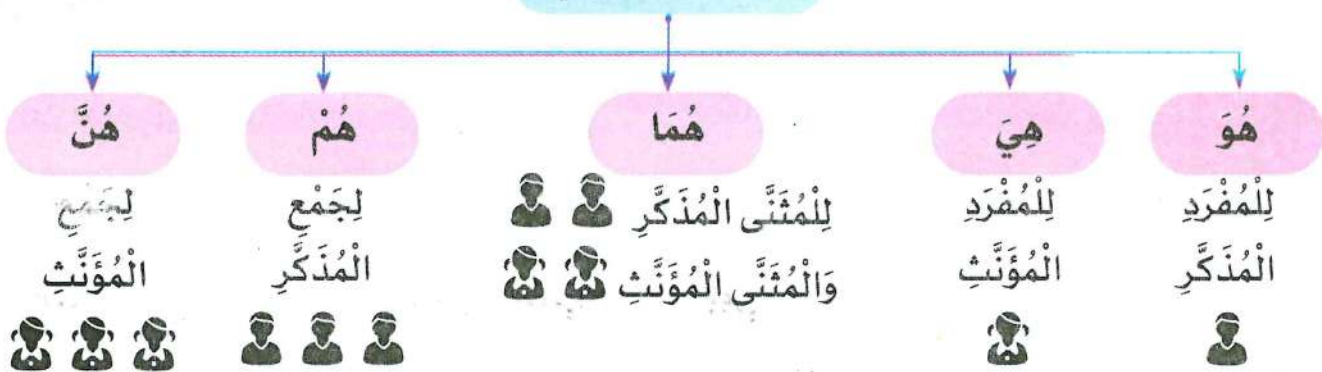 هُوَ
لِلْمُفْرَدِ
الْمُذَكَّرِ
هِيَ
لِلْمُفْرَدِ
الْمُؤَنَّثِ
هُمَا
لِلْمُثَنَّى الْمُذَكَّرِ
وَالْمُثَنَّى الْمُؤَنَّثِ
هُمْ
لِجَمْعِ
الْمُذَكَّرِ
هُنَّ
لِجَمْعِ
الْمُؤَنَّثِ